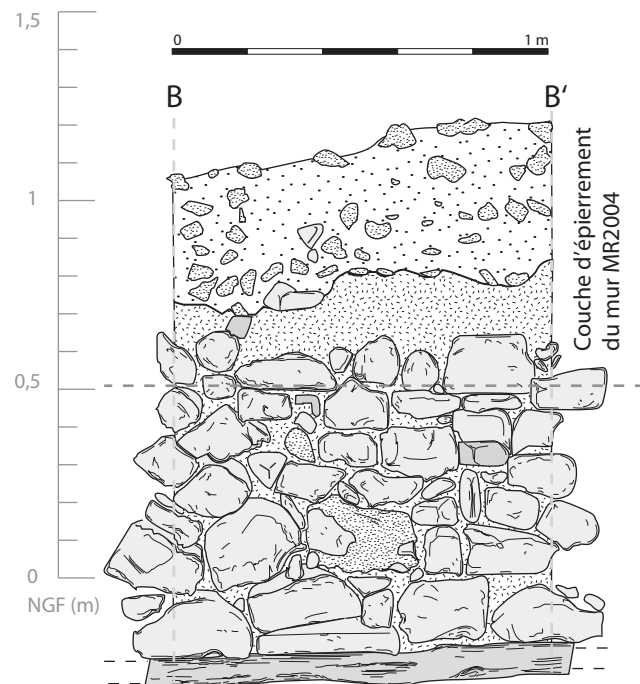 1,5
0
1 m
B
B‘
1
Couche d’épierrement
du mur MR2004
0,5
0
NGF (m)